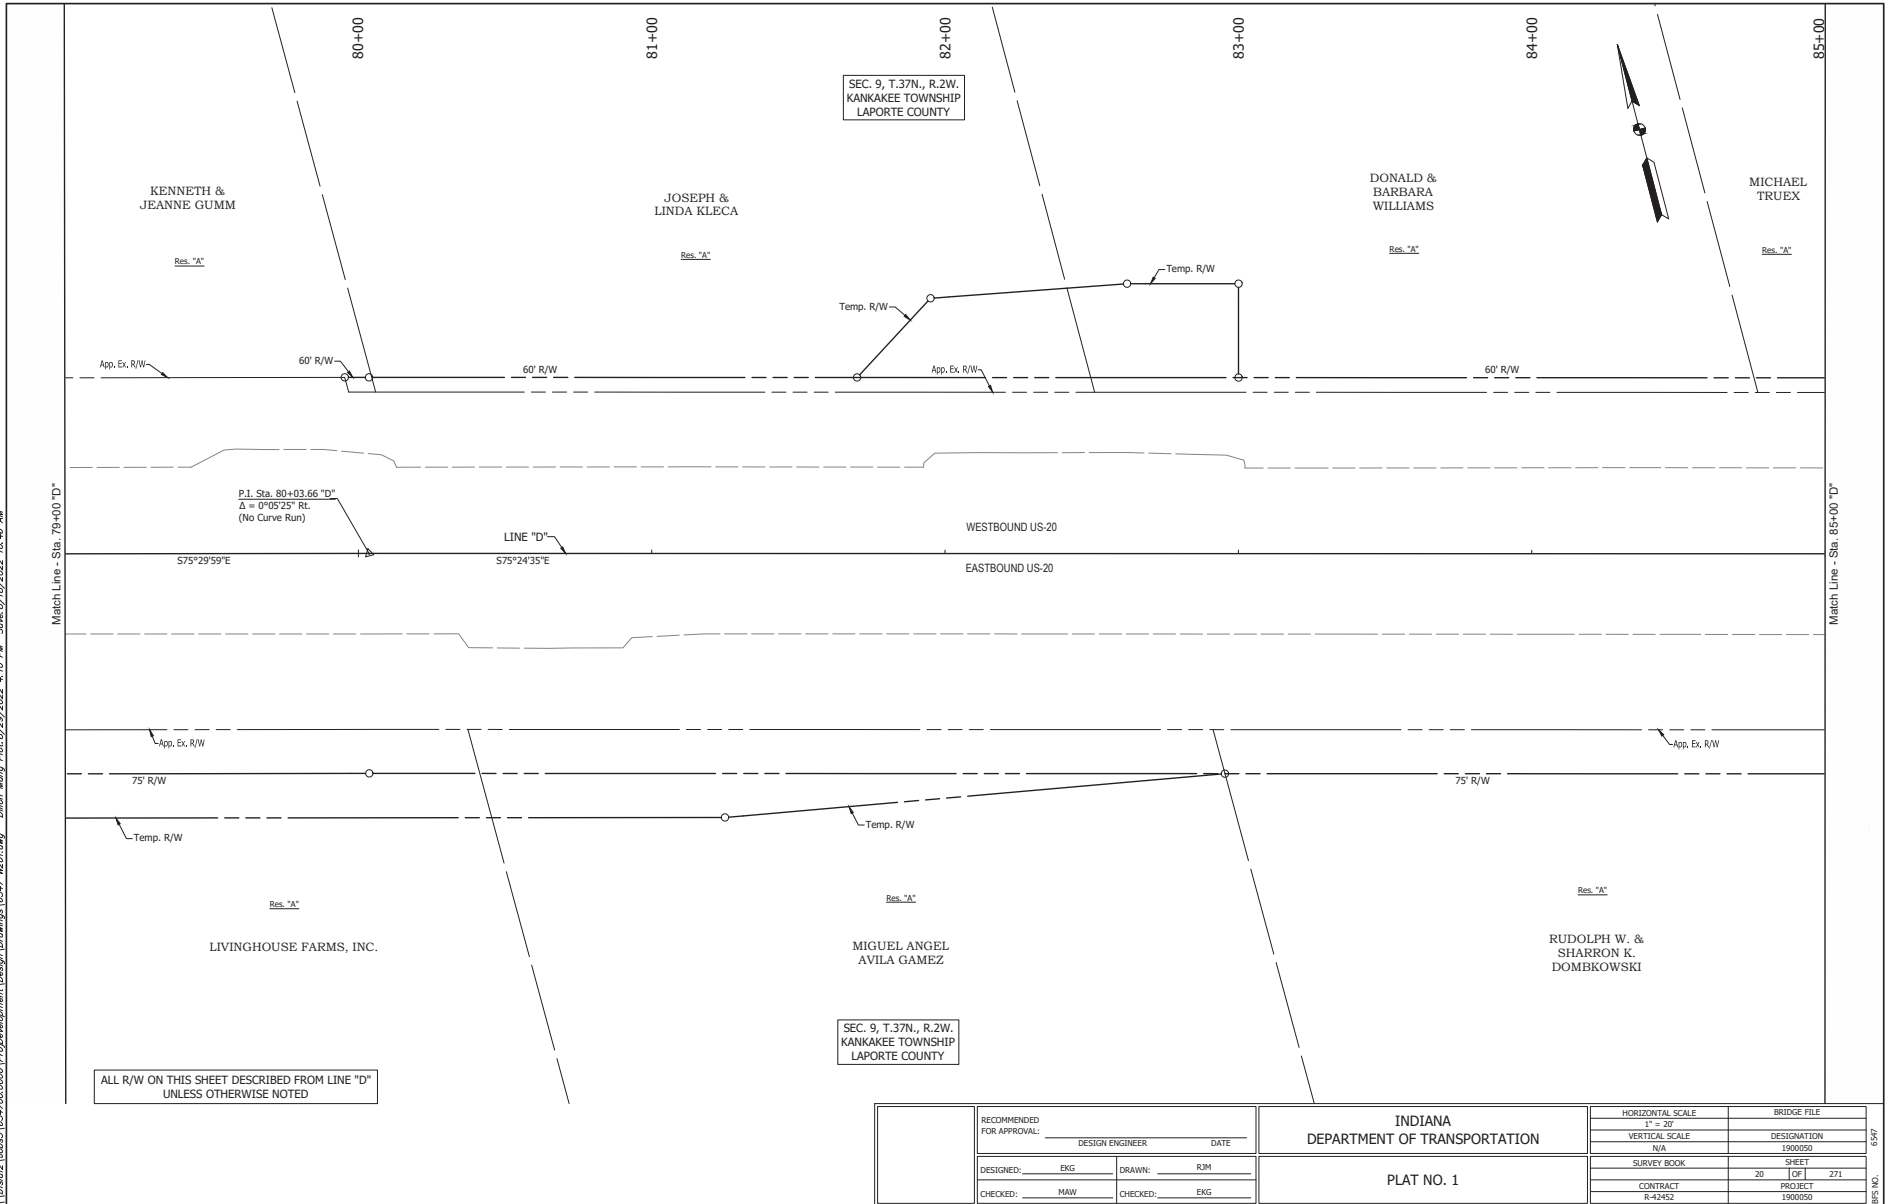 80+00
81+00
82+00
83+00
84+00
85+00
SEC. 9, T.37N., R.2W.
KANKAKEE TOWNSHIP
LAPORTE COUNTY
KENNETH &
JEANNE GUMM
Res. "A"
JOSEPH &
LINDA KLECA
Res. "A"
DONALD &
BARBARA
WILLIAMS
Res. "A"
MICHAEL
TRUEX
Res. "A"
Temp. R/W
Temp. R/W
App. Ex. R/W
60' R/W
60' R/W
App. Ex. R/W
60' R/W
Match Line - Sta. 79+00 "D"
P.I. Sta. 80+03.66 "D"
Δ = 0°05'25" Rt.
(No Curve Run)
LINE "D"
WESTBOUND US-20
S75°29'59"E
S75°24'35"E
EASTBOUND US-20
Match Line - Sta. 85+00 "D"
App. Ex. R/W
App. Ex. R/W
75' R/W
75' R/W
Temp. R/W
Temp. R/W
Res. "A"
LIVINGHOUSE FARMS, INC.
Res. "A"
MIGUEL ANGEL
AVILA GAMEZ
Res. "A"
RUDOLPH W. &
SHARRON K.
DOMBKOWSKI
SEC. 9, T.37N., R.2W.
KANKAKEE TOWNSHIP
LAPORTE COUNTY
ALL R/W ON THIS SHEET DESCRIBED FROM LINE "D"
UNLESS OTHERWISE NOTED
RECOMMENDED
FOR APPROVAL:
DESIGN ENGINEER DATE
DESIGNED: EKG DRAWN: RJM
CHECKED: MAW CHECKED: EKG
INDIANA
DEPARTMENT OF TRANSPORTATION
PLAT NO. 1
HORIZONTAL SCALE BRIDGE FILE
1" = 20'
VERTICAL SCALE DESIGNATION
N/A 1900050
SURVEY BOOK SHEET
20 OF 271
CONTRACT PROJECT
R-42452 1900050
BFS NO. 6547